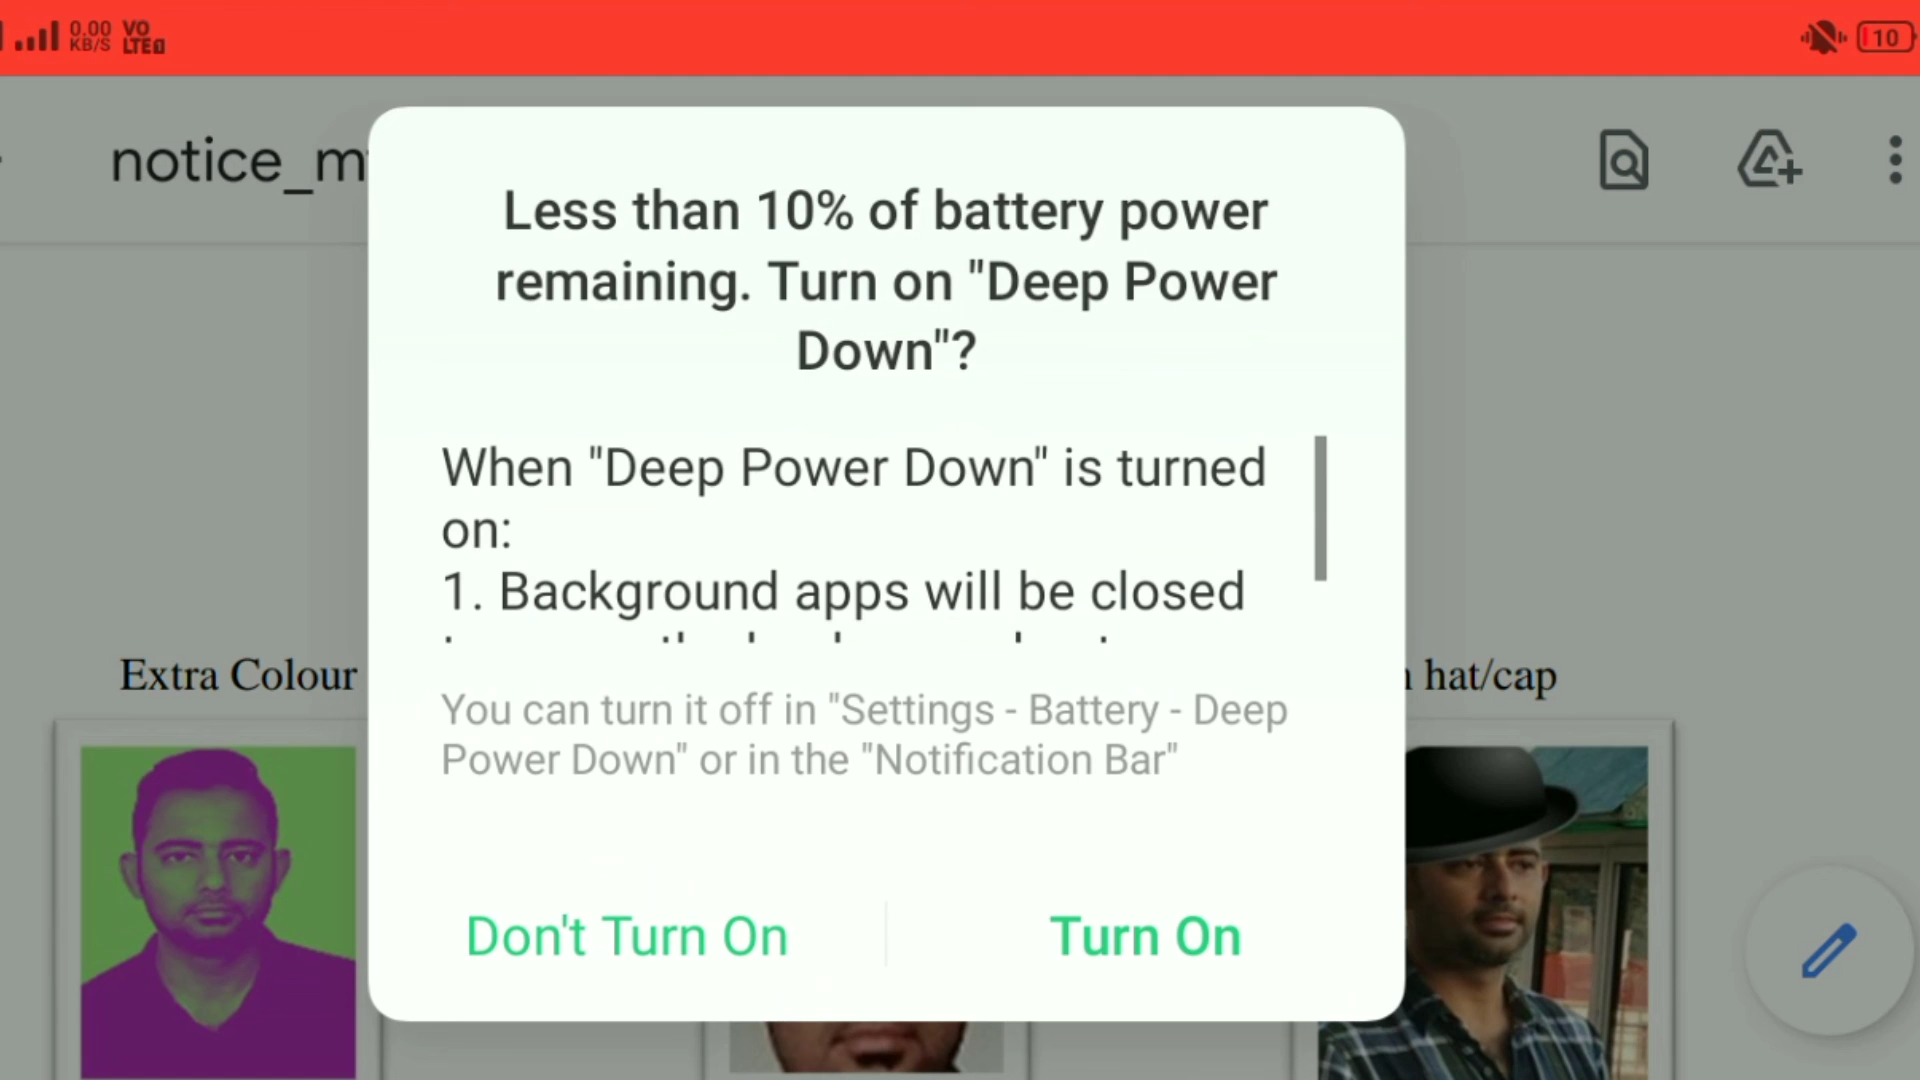 0.00
KB/S
VO
LTE
10
notice_m
Less than 10% of battery power
remaining. Turn on "Deep Power
Down"?
When "Deep Power Down" is turned
on:
1. Background apps will be closed
Extra Colour
hat/cap
You can turn it off in "Settings - Battery - Deep
Power Down" or in the "Notification Bar"
Don't Turn On
Turn On